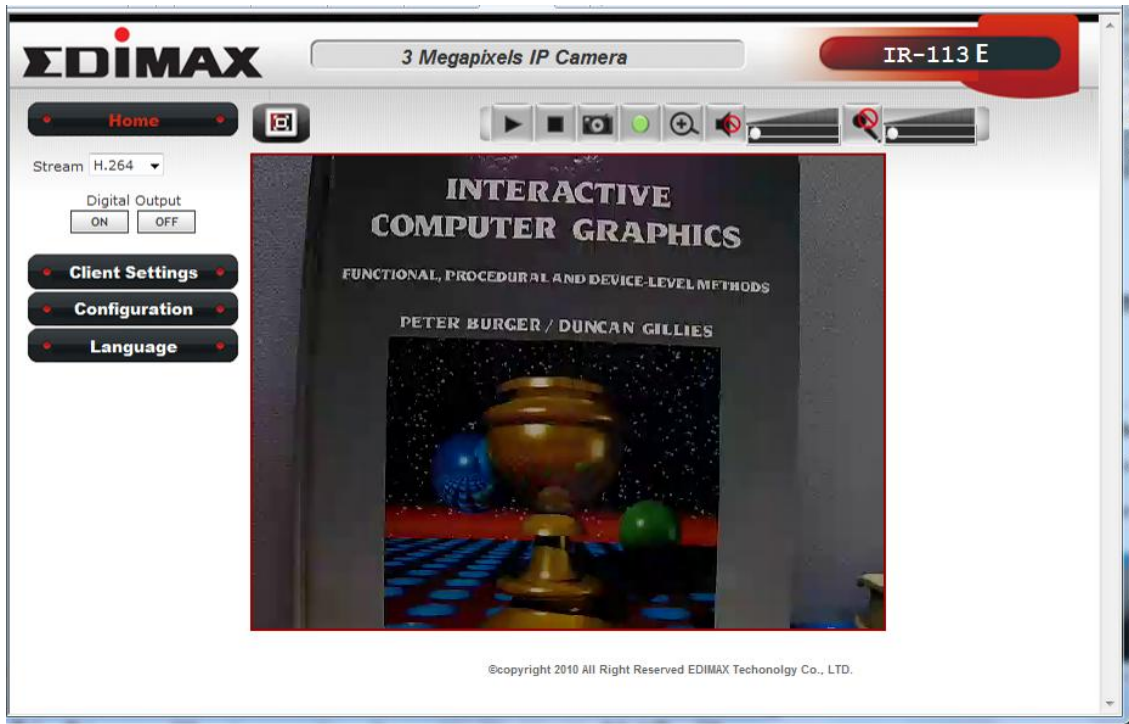 EDIMAX
3 Megapixels IP Camera
IR-113E
Home
Stream H.264
Digital Output
ON OFF
Client Settings
Configuration
Language
INTERACTIVE
COMPUTER GRAPHICS
FUNCTIONAL, PROCEDURAL AND DEVICE-LEVEL METHODS
PETER BURGER / DUNCAN GILLIES
©copyright 2010 All Right Reserved EDIMAX Techonolgy Co., LTD.